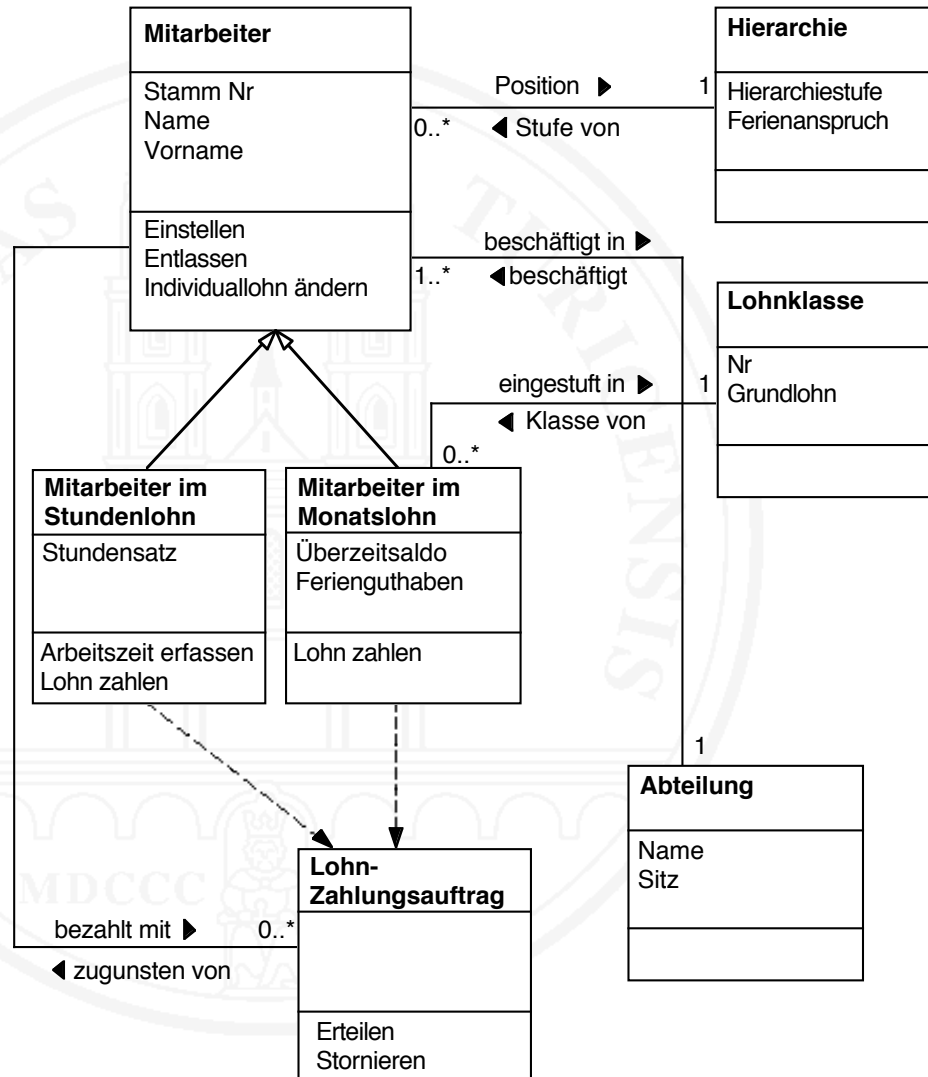 Mitarbeiter
Stamm Nr
Name
Vorname
Einstellen
Entlassen
Individuallohn ändern
Hierarchie
Hierarchiestufe
Ferienanspruch
Position ▶
1
0..*
◀ Stufe von
beschäftigt in ▶
1..*
◀ beschäftigt
Lohnklasse
Nr
Grundlohn
eingestuft in ▶
1
◀ Klasse von
0..*
Mitarbeiter im
Stundenlohn
Stundensatz
Arbeitszeit erfassen
Lohn zahlen
Mitarbeiter im
Monatslohn
Überzeitsaldo
Ferienguthaben
Lohn zahlen
1
Abteilung
Name
Sitz
Lohn-
Zahlungsauftrag
Erteilen
Stornieren
bezahlt mit ▶
0..*
◀ zugunsten von
MDCCC
TURICENSIS